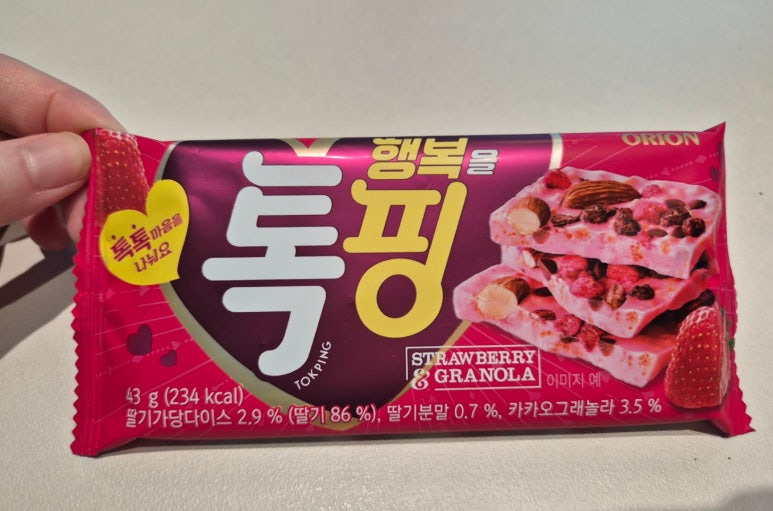 ORION
행복을
톡핑
TOKPING
톡톡 마음을
나눠요
STRAWBERRY
& GRANOLA
이미지 예
43 g (234 kcal)
딸기가당다이스 2.9 % (딸기 86 %), 딸기분말 0.7 %, 카카오그래놀라 3.5 %